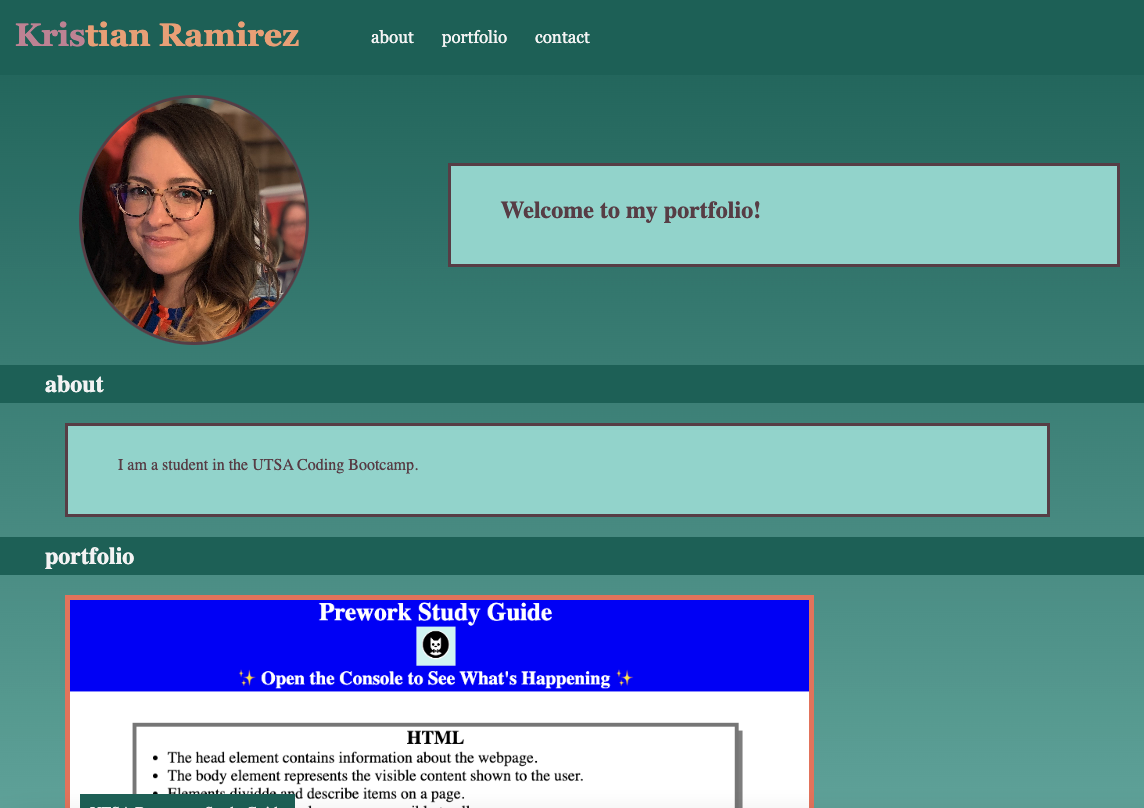 Kristian Ramirez
about portfolio contact
Welcome to my portfolio!
about
I am a student in the UTSA Coding Bootcamp.
portfolio
Prework Study Guide
✨ Open the Console to See What's Happening ✨
HTML
• The head element contains information about the webpage.
• The body element represents the visible content shown to the user.
• Elements dividde and describe items on a page.